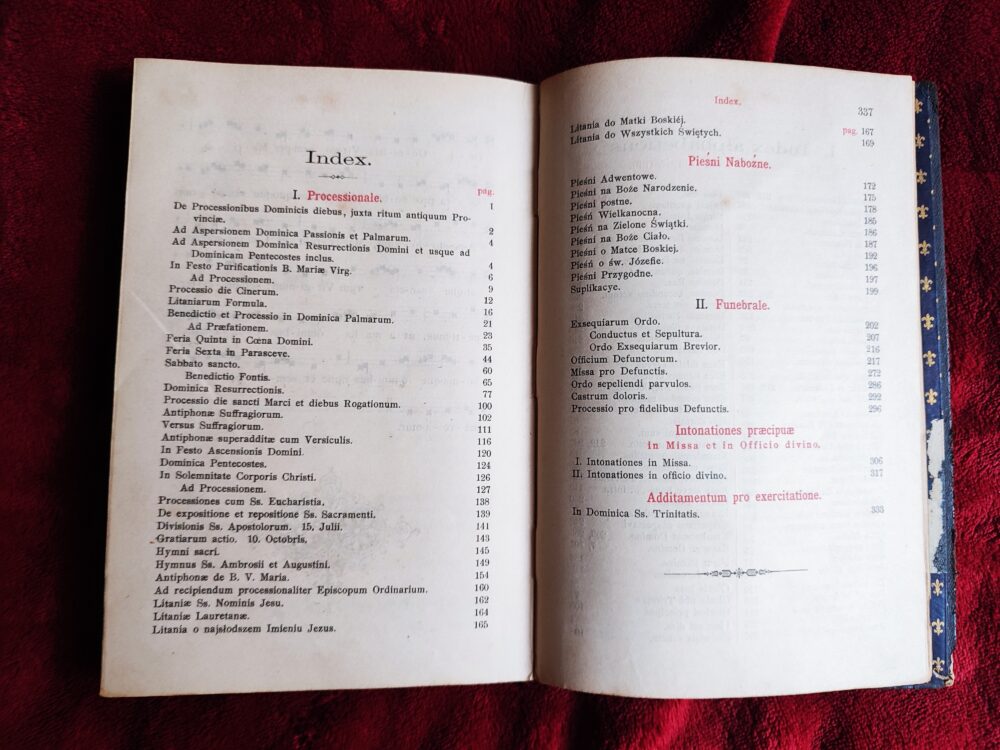 Index.
pag.
I. Processionale.
De Processionibus Dominicis diebus, juxta ritum antiquum Pro- 1
vinciæ.
Ad Aspersionem Dominica Passionis et Palmarum. 2
Ad Aspersionem Dominica Resurrectionis Domini et usque ad 4
Dominicam Pentecostes inclus.
In Festo Purificationis B. Mariæ Virg. 4
Ad Processionem. 6
Processio die Cinerum. 9
Litaniarum Formula. 12
Benedictio et Processio in Dominica Palmarum. 16
Ad Præfationem. 21
Feria Quinta in Cœna Domini. 23
Feria Sexta in Parasceve. 35
Sabbato sancto. 44
Benedictio Fontis. 60
Dominica Resurrectionis. 65
77
Processio die sancti Marci et diebus Rogationum. 100
Antiphonæ Suffragiorum. 102
Versus Suffragiorum. 111
Antiphonæ superadditæ cum Versiculis. 116
In Festo Ascensionis Domini. 120
Dominica Pentecostes. 124
In Solemnitate Corporis Christi. 126
Ad Processionem. 127
Processiones cum Ss. Eucharistia. 138
De expositione et repositione Ss. Sacramenti. 139
Divisionis Ss. Apostolorum. 15. Julii. 141
Gratiarum actio. 10. Octobris. 143
Hymni sacri. 145
Hymnus Ss. Ambrosii et Augustini. 149
Antiphonæ de B. V. Maria. 154
Ad recipiendum processionaliter Episcopum Ordinarium. 160
Litaniæ Ss. Nominis Jesu. 162
Litaniæ Lauretanæ. 164
Litania o najsłodszem Imieniu Jezus. 165
Index. 337
Litania do Matki Boskiéj. pag. 167
Litania do Wszystkich Świętych. 169
Pieśni Nabożne.
Pieśni Adwentowe. 172
Pieśni na Boże Narodzenie. 175
Pieśni postne. 178
Pieśń Wielkanocna. 185
Pieśń na Zielone Świątki. 186
Pieśni na Boże Ciało. 187
Pieśni o Matce Boskiej. 192
Pieśń o św. Józefie. 196
Pieśni Przygodne. 197
Suplikacye. 199
II. Funebrale.
Exsequiarum Ordo. 202
Conductus et Sepultura. 207
Ordo Exsequiarum Brevior. 216
Officium Defunctorum. 217
Missa pro Defunctis. 272
Ordo sepeliendi parvulos. 286
Castrum doloris. 292
Processio pro fidelibus Defunctis. 296
Intonationes præcipuæ
in Missa et in Officio divino.
I. Intonationes in Missa. 306
II. Intonationes in officio divino. 317
Additamentum pro exercitatione.
In Dominica Ss. Trinitatis. 333